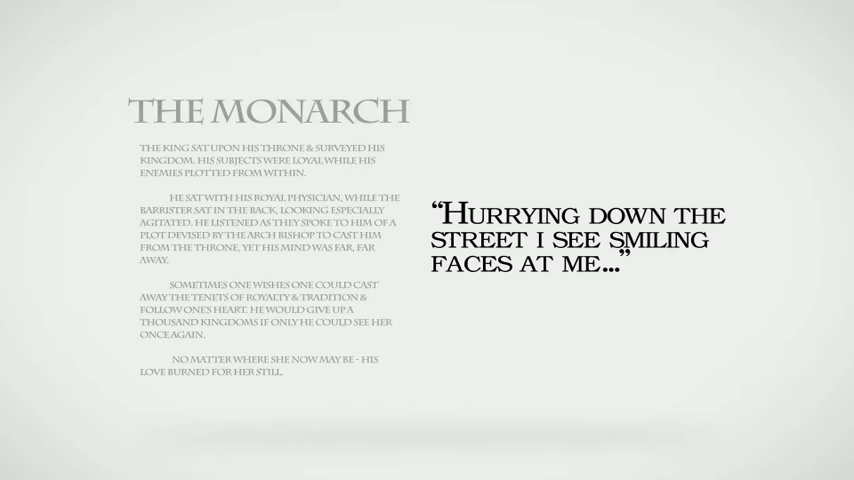 THE MONARCH
THE KING SAT UPON HIS THRONE & SURVEYED HIS
KINGDOM. HIS SUBJECTS WERE LOYAL WHILE HIS
ENEMIES PLOTTED FROM WITHIN.
HE SAT WITH HIS ROYAL PHYSICIAN, WHILE THE
BARRISTER SAT IN THE BACK, LOOKING ESPECIALLY
AGITATED. HE LISTENED AS THEY SPOKE TO HIM OF A
PLOT DEVISED BY THE ARCH BISHOP TO CAST HIM
FROM THE THRONE, YET HIS MIND WAS FAR, FAR
AWAY.
SOMETIMES ONE WISHES ONE COULD CAST
AWAY THE TENETS OF ROYALTY & TRADITION &
FOLLOW ONE'S HEART. HE WOULD GIVE UP A
THOUSAND KINGDOMS IF ONLY HE COULD SEE HER
ONCE AGAIN.
NO MATTER WHERE SHE NOW MAY BE - HIS
LOVE BURNED FOR HER STILL.
“HURRYING DOWN THE
STREET I SEE SMILING
FACES AT ME...”